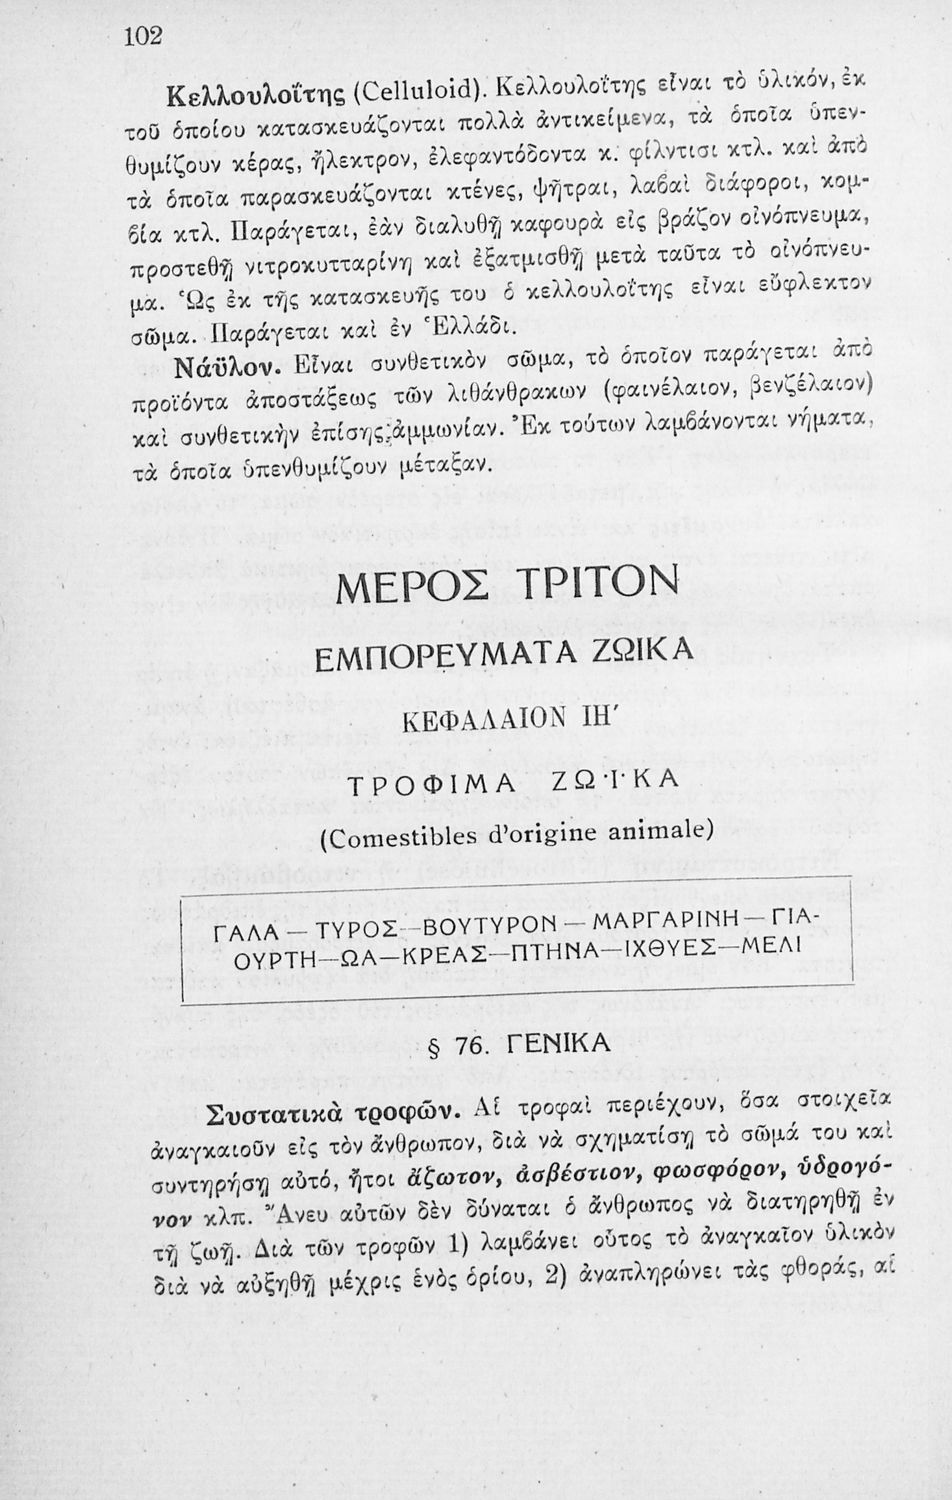 102
Κελλουλοΐτης (Celluloid). Κελλουλοΐτης εἶναι τὸ ὑλικόν, ἐκ
τοῦ ὁποίου κατασκευάζονται πολλὰ ἀντικείμενα, τὰ ὁποῖα ὑπεν-
θυμίζουν κέρας, ἤλεκτρον, ἐλεφαντόδοντα κ. φίλντισι κτλ. καὶ ἀπὸ
τὰ ὁποῖα παρασκευάζονται κτένες, ψῆτραι, λαβαὶ διάφοροι, κομ-
βία κτλ. Παράγεται, ἐὰν διαλυθῇ καφουρὰ εἰς βράζον οἰνόπνευμα,
προστεθῇ νιτροκυτταρίνη καὶ ἐξατμισθῇ μετὰ ταῦτα τὸ οἰνόπνευ-
μα. Ὡς ἐκ τῆς κατασκευῆς του ὁ κελλουλοΐτης εἶναι εὔφλεκτον
σῶμα. Παράγεται καὶ ἐν Ἑλλάδι.
Νάϋλον. Εἶναι συνθετικὸν σῶμα, τὸ ὁποῖον παράγεται ἀπὸ
προϊόντα ἀποστάξεως τῶν λιθάνθρακων (φαινέλαιον, βενζέλαιον)
καὶ συνθετικὴν ἐπίσης ἀμμωνίαν. Ἐκ τούτων λαμβάνονται νήματα,
τὰ ὁποῖα ὑπενθυμίζουν μέταξαν.
ΜΕΡΟΣ ΤΡΙΤΟΝ
ΕΜΠΟΡΕΥΜΑΤΑ ΖΩΙΚΑ
ΚΕΦΑΛΑΙΟΝ ΙΗ′
ΤΡΟΦΙΜΑ ΖΩΪΚΑ
(Comestibles d'origine animale)
ΓΑΛΑ — ΤΥΡΟΣ — ΒΟΥΤΥΡΟΝ — ΜΑΡΓΑΡΙΝΗ — ΓΙΑ-
ΟΥΡΤΗ — ΩΑ — ΚΡΕΑΣ — ΠΤΗΝΑ — ΙΧΘΥΕΣ — ΜΕΛΙ
§ 76. ΓΕΝΙΚΑ
Συστατικὰ τροφῶν. Αἱ τροφαὶ περιέχουν, ὅσα στοιχεῖα
ἀναγκαιοῦν εἰς τὸν ἄνθρωπον, διὰ νὰ σχηματίσῃ τὸ σῶμά του καὶ
συντηρήσῃ αὐτό, ἤτοι ἄζωτον, ἀσβέστιον, φωσφόρον, ὑδρογό-
νον κλπ. Ἄνευ αὐτῶν δὲν δύναται ὁ ἄνθρωπος νὰ διατηρηθῇ ἐν
τῇ ζωῇ. Διὰ τῶν τροφῶν 1) λαμβάνει οὗτος τὸ ἀναγκαῖον ὑλικὸν
διὰ νὰ αὐξηθῇ μέχρις ἑνὸς ὁρίου, 2) ἀναπληρώνει τὰς φθοράς, αἱ